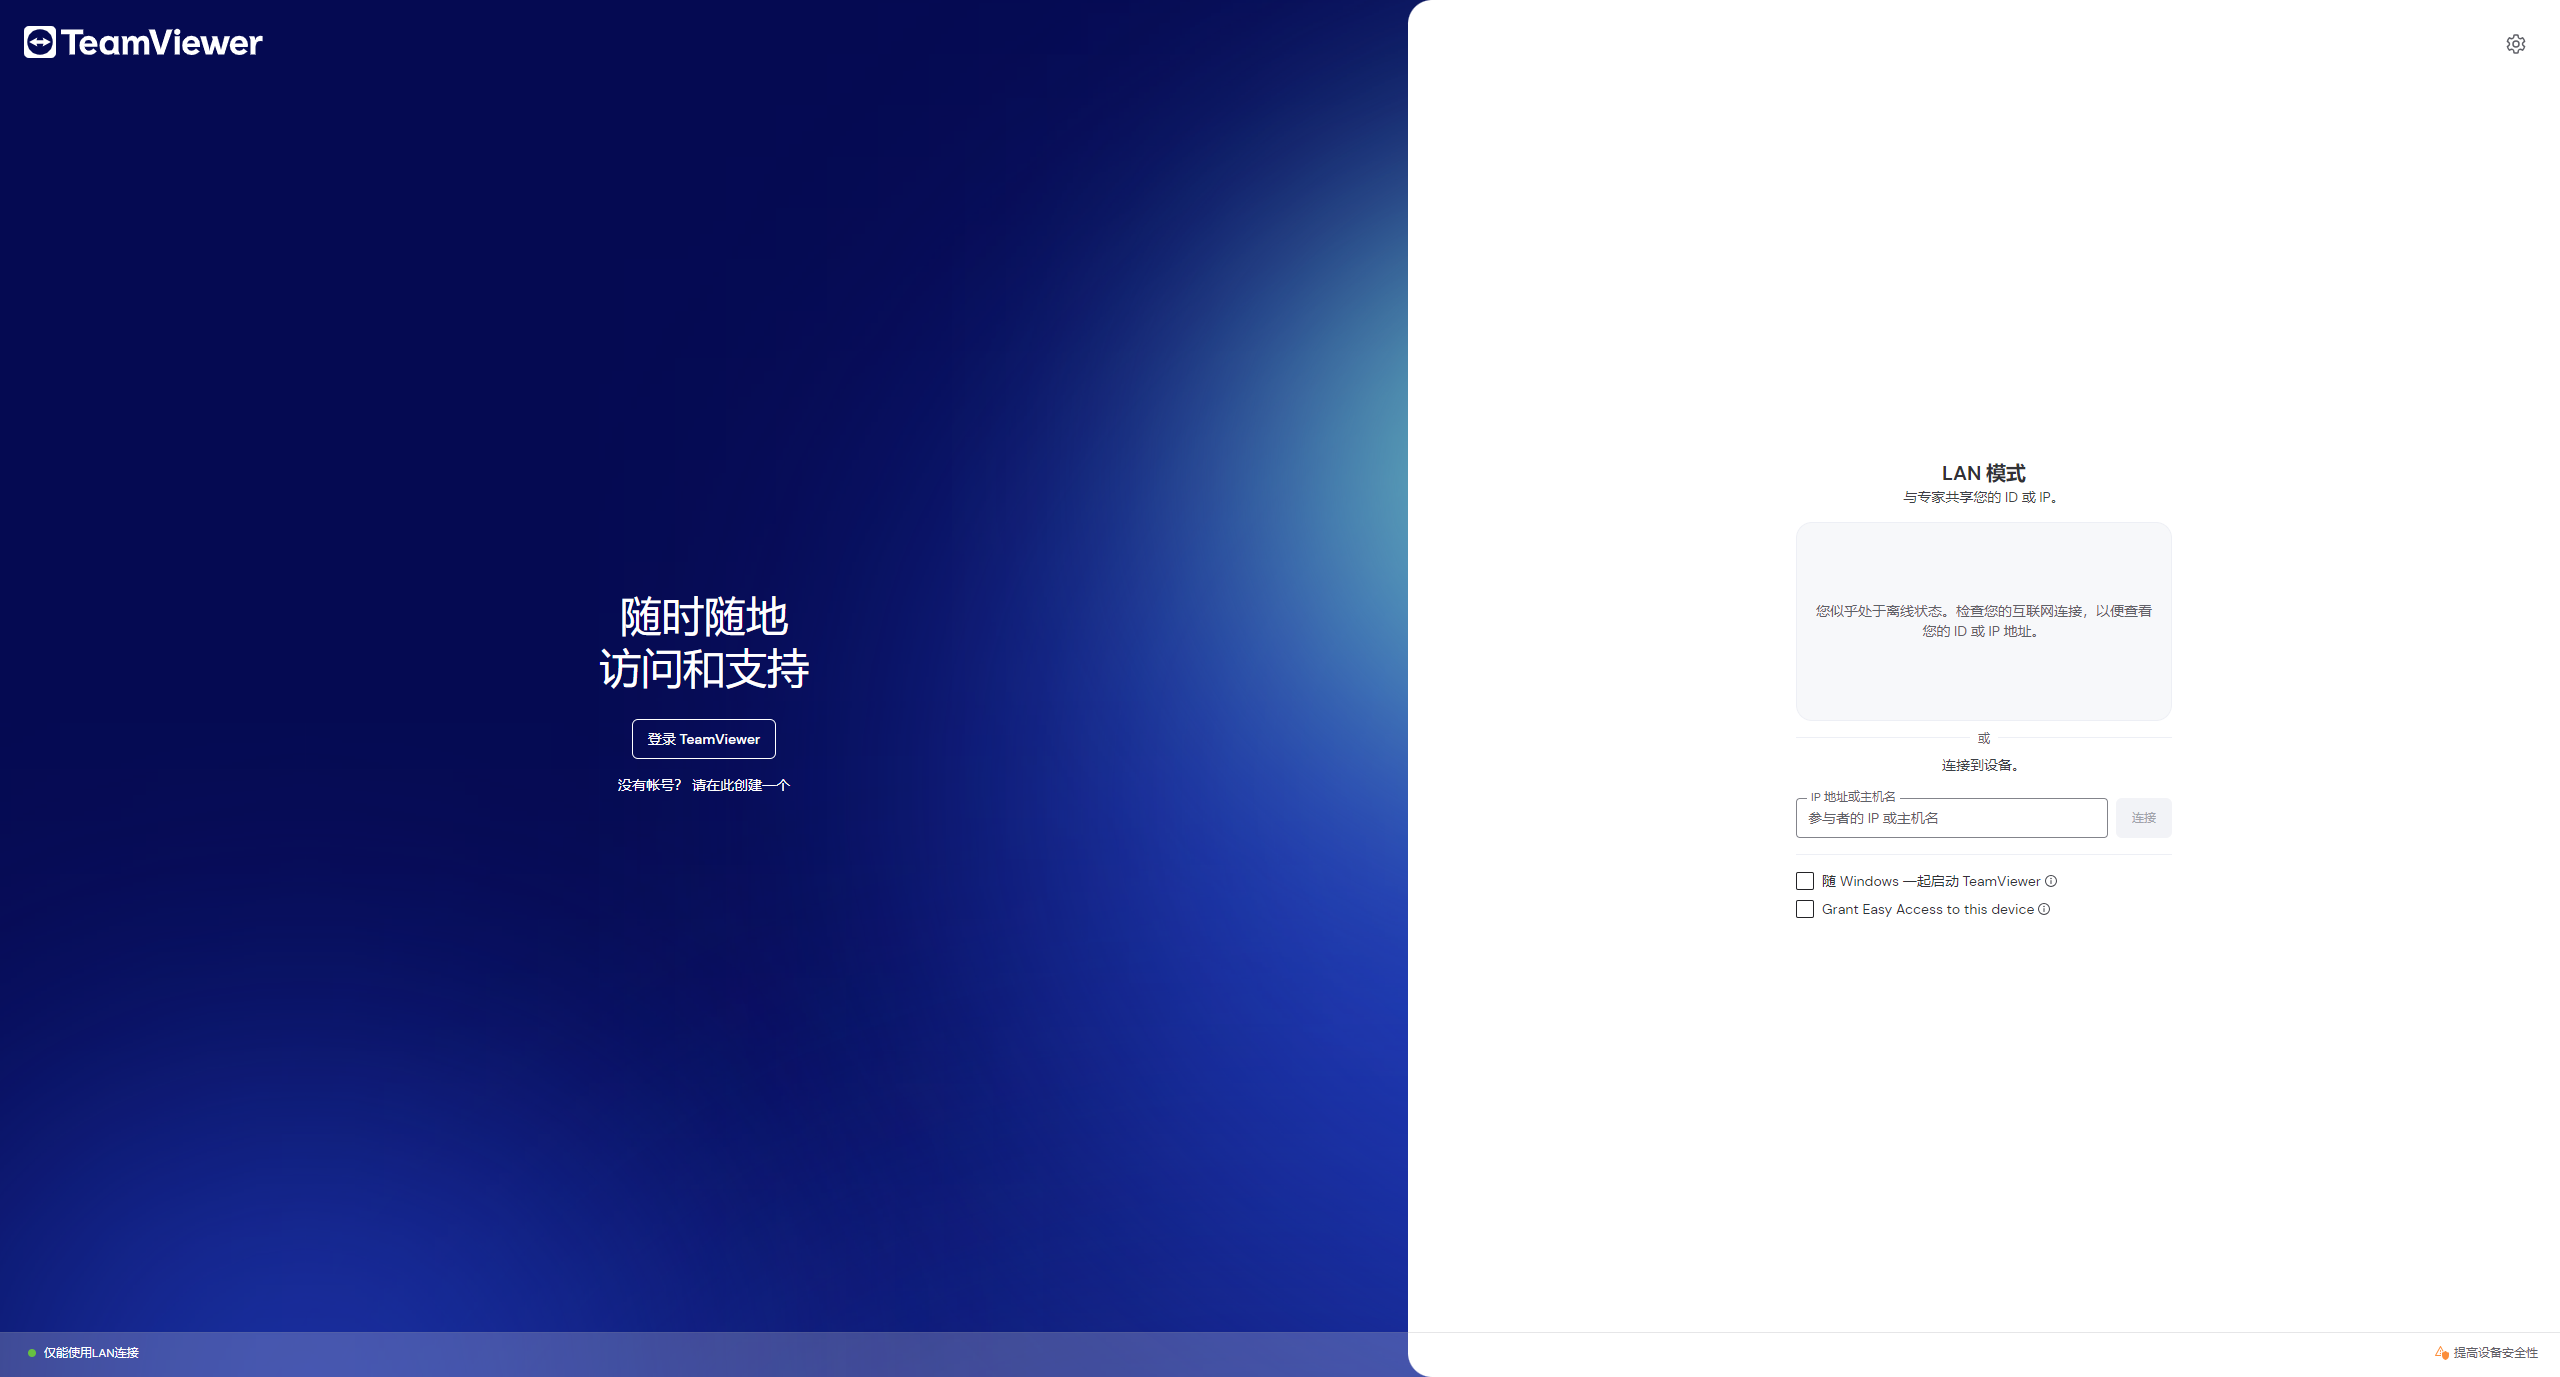 TeamViewer
随时随地
访问和支持
登录 TeamViewer
没有帐号? 请在此创建一个
仅能使用LAN连接
LAN 模式
与专家共享您的 ID 或 IP。
您似乎处于离线状态。检查您的互联网连接，以便查看
您的 ID 或 IP 地址。
或
连接到设备。
IP 地址或主机名
参与者的 IP 或主机名
连接
随 Windows 一起启动 TeamViewer
Grant Easy Access to this device
提高设备安全性